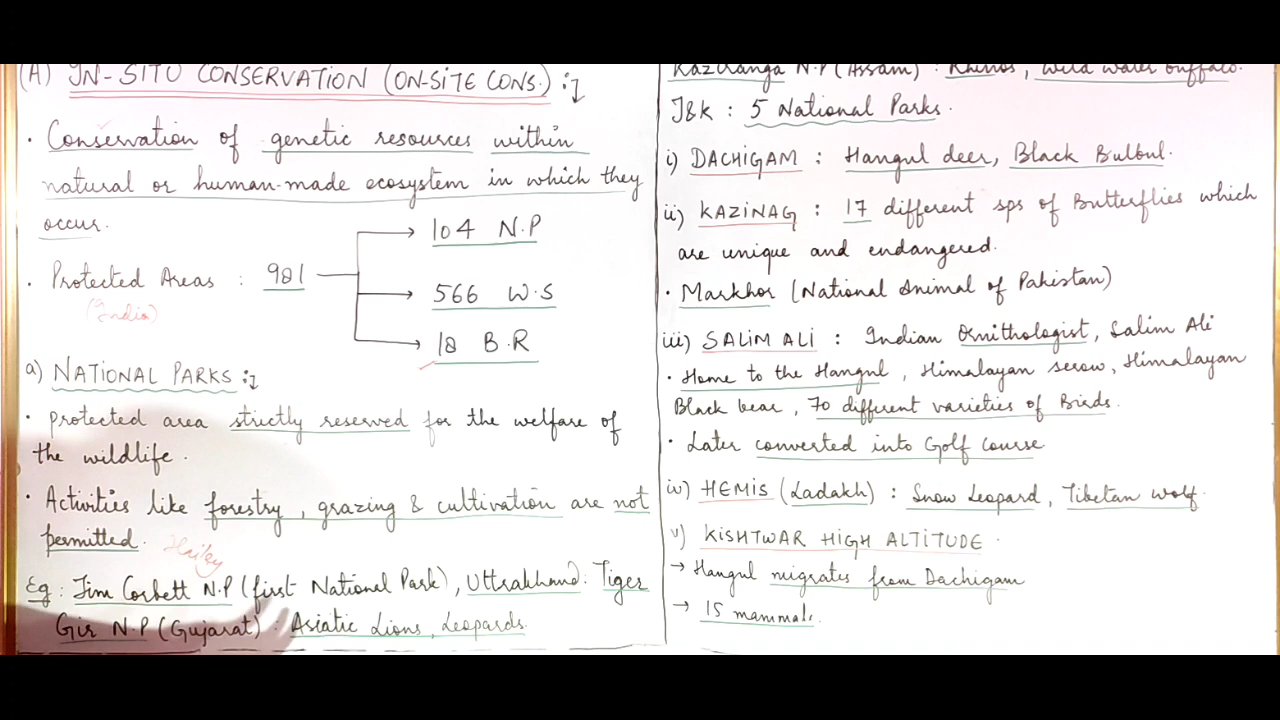 (A) IN-SITU CONSERVATION (ON-SITE CONS.) :↴
• Conservation of genetic resources within
natural or human-made ecosystem in which they
occur.
• Protected Areas : 981
(India)
→ 104 N.P
→ 566 W.S
→ 18 B.R
a) NATIONAL PARKS :↴
• protected area strictly reserved for the welfare of
the wildlife.
• Activities like forestry, grazing & cultivation are not
permitted.
Hailey
Eg : Jim Corbett N.P (first National Park), Uttrakhand : Tiger
Gir N.P (Gujarat) : Asiatic Lions, Leopards.
Kaziranga N.P (Assam) : Rhinos, wild water buffalo.
J&K : 5 National Parks.
i) DACHIGAM : Hangul deer, Black Bulbul.
ii) KAZINAG : 17 different sps of Butterflies which
are unique and endangered.
• Markhor (National Animal of Pakistan)
iii) SALIM ALI : Indian Ornithologist, Salim Ali
• Home to the Hangul, Himalayan serow, Himalayan
Black bear, 70 different varieties of Birds.
• Later converted into Golf Course
iv) HEMIS (Ladakh) : Snow Leopard, Tibetan wolf.
v) KISHTWAR HIGH ALTITUDE.
→ Hangul migrates from Dachigam
→ 15 mammals.